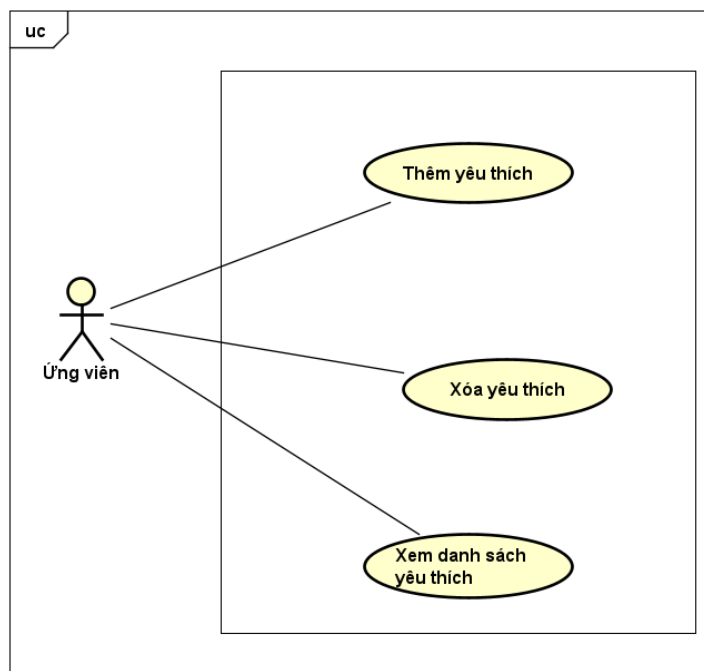 uc
Thêm yêu thích
Ứng viên
Xóa yêu thích
Xem danh sách
yêu thích